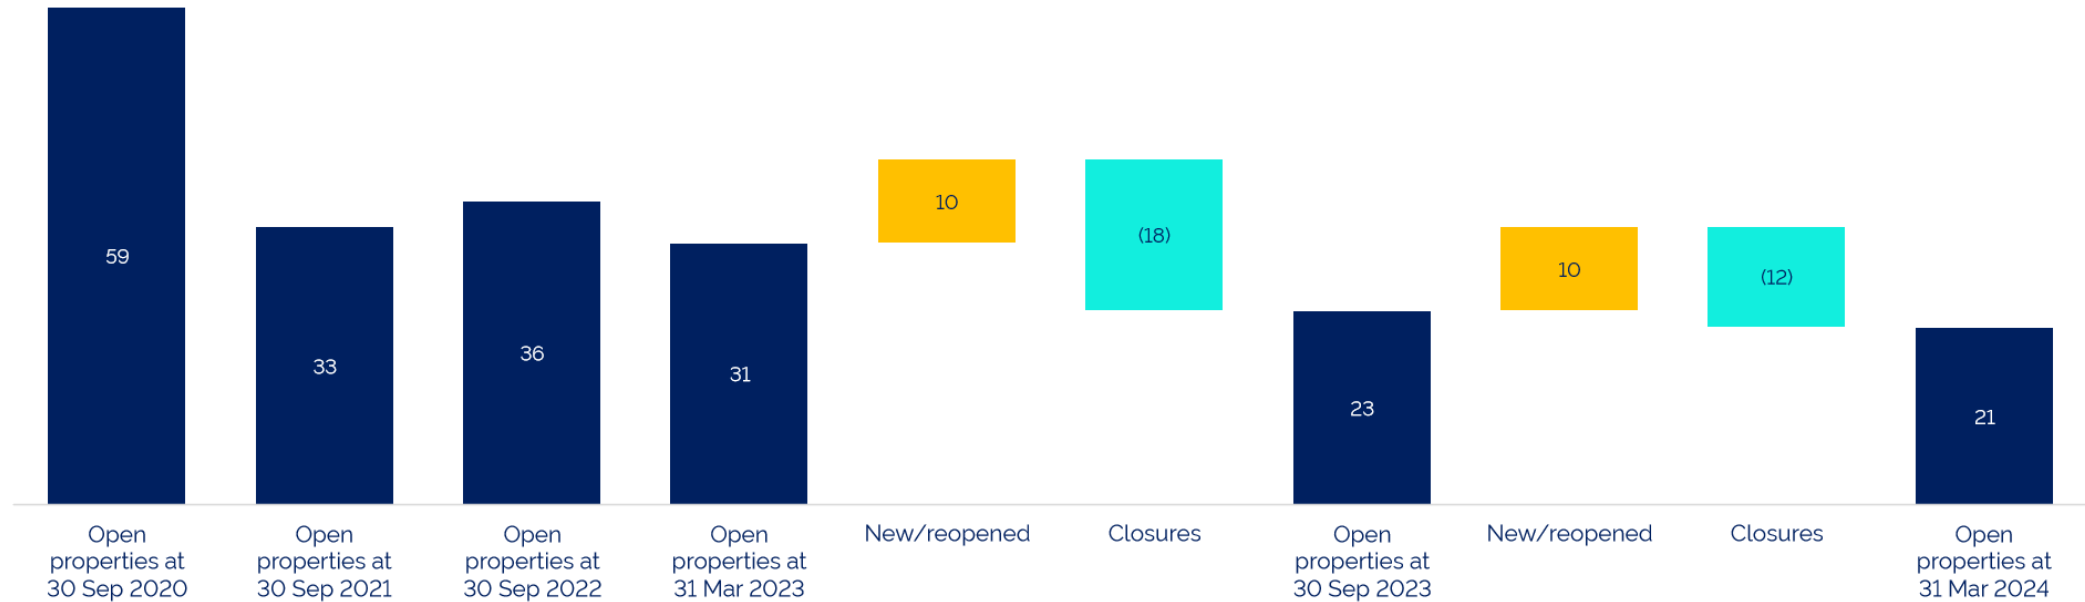 59
33
36
31
10
(18)
23
10
(12)
21
Open
properties at
30 Sep 2020
Open
properties at
30 Sep 2021
Open
properties at
30 Sep 2022
Open
properties at
31 Mar 2023
New/reopened
Closures
Open
properties at
30 Sep 2023
New/reopened
Closures
Open
properties at
31 Mar 2024